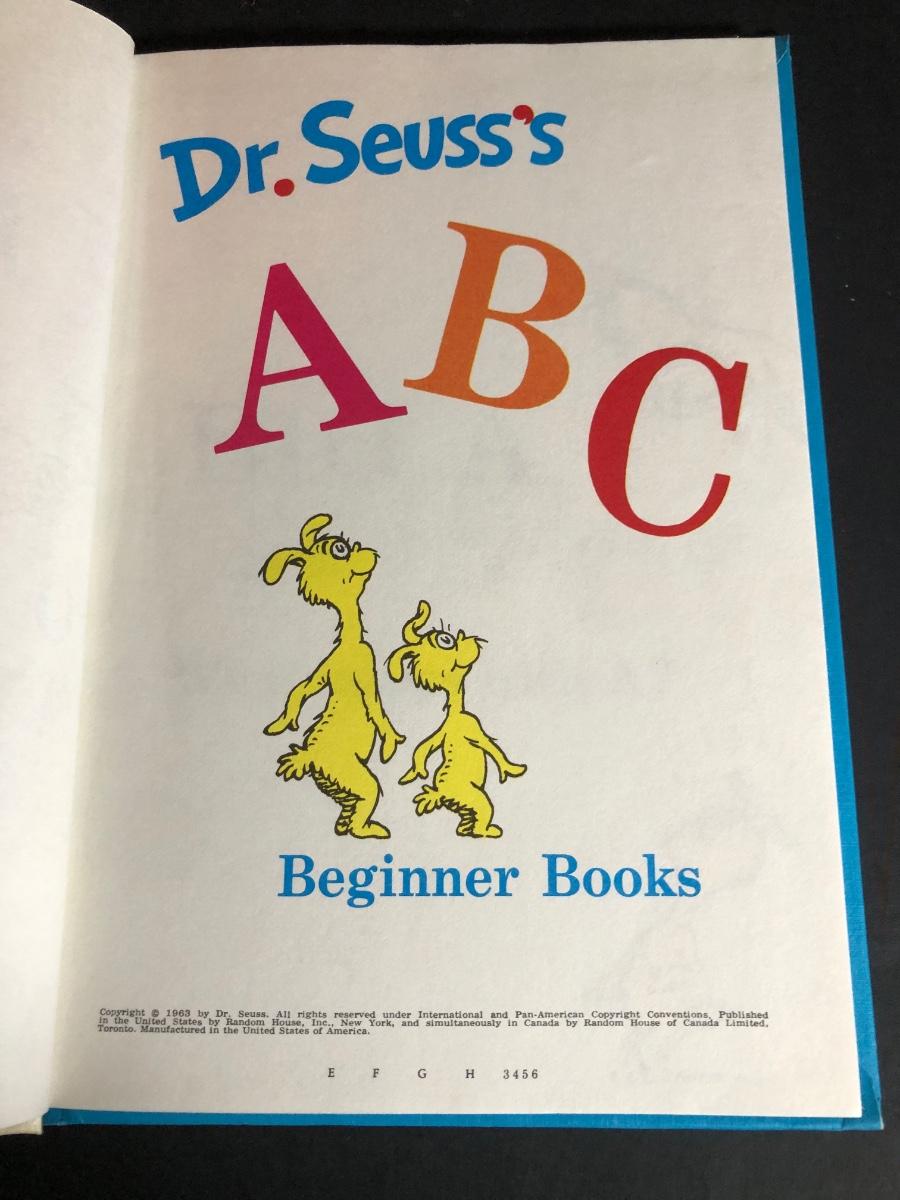 Dr. Seuss's
A B C
Beginner Books
Copyright © 1963 by Dr. Seuss. All rights reserved under International and Pan-American Copyright Conventions. Published
in the United States by Random House, Inc., New York, and simultaneously in Canada by Random House of Canada Limited,
Toronto. Manufactured in the United States of America.
E F G H 3456